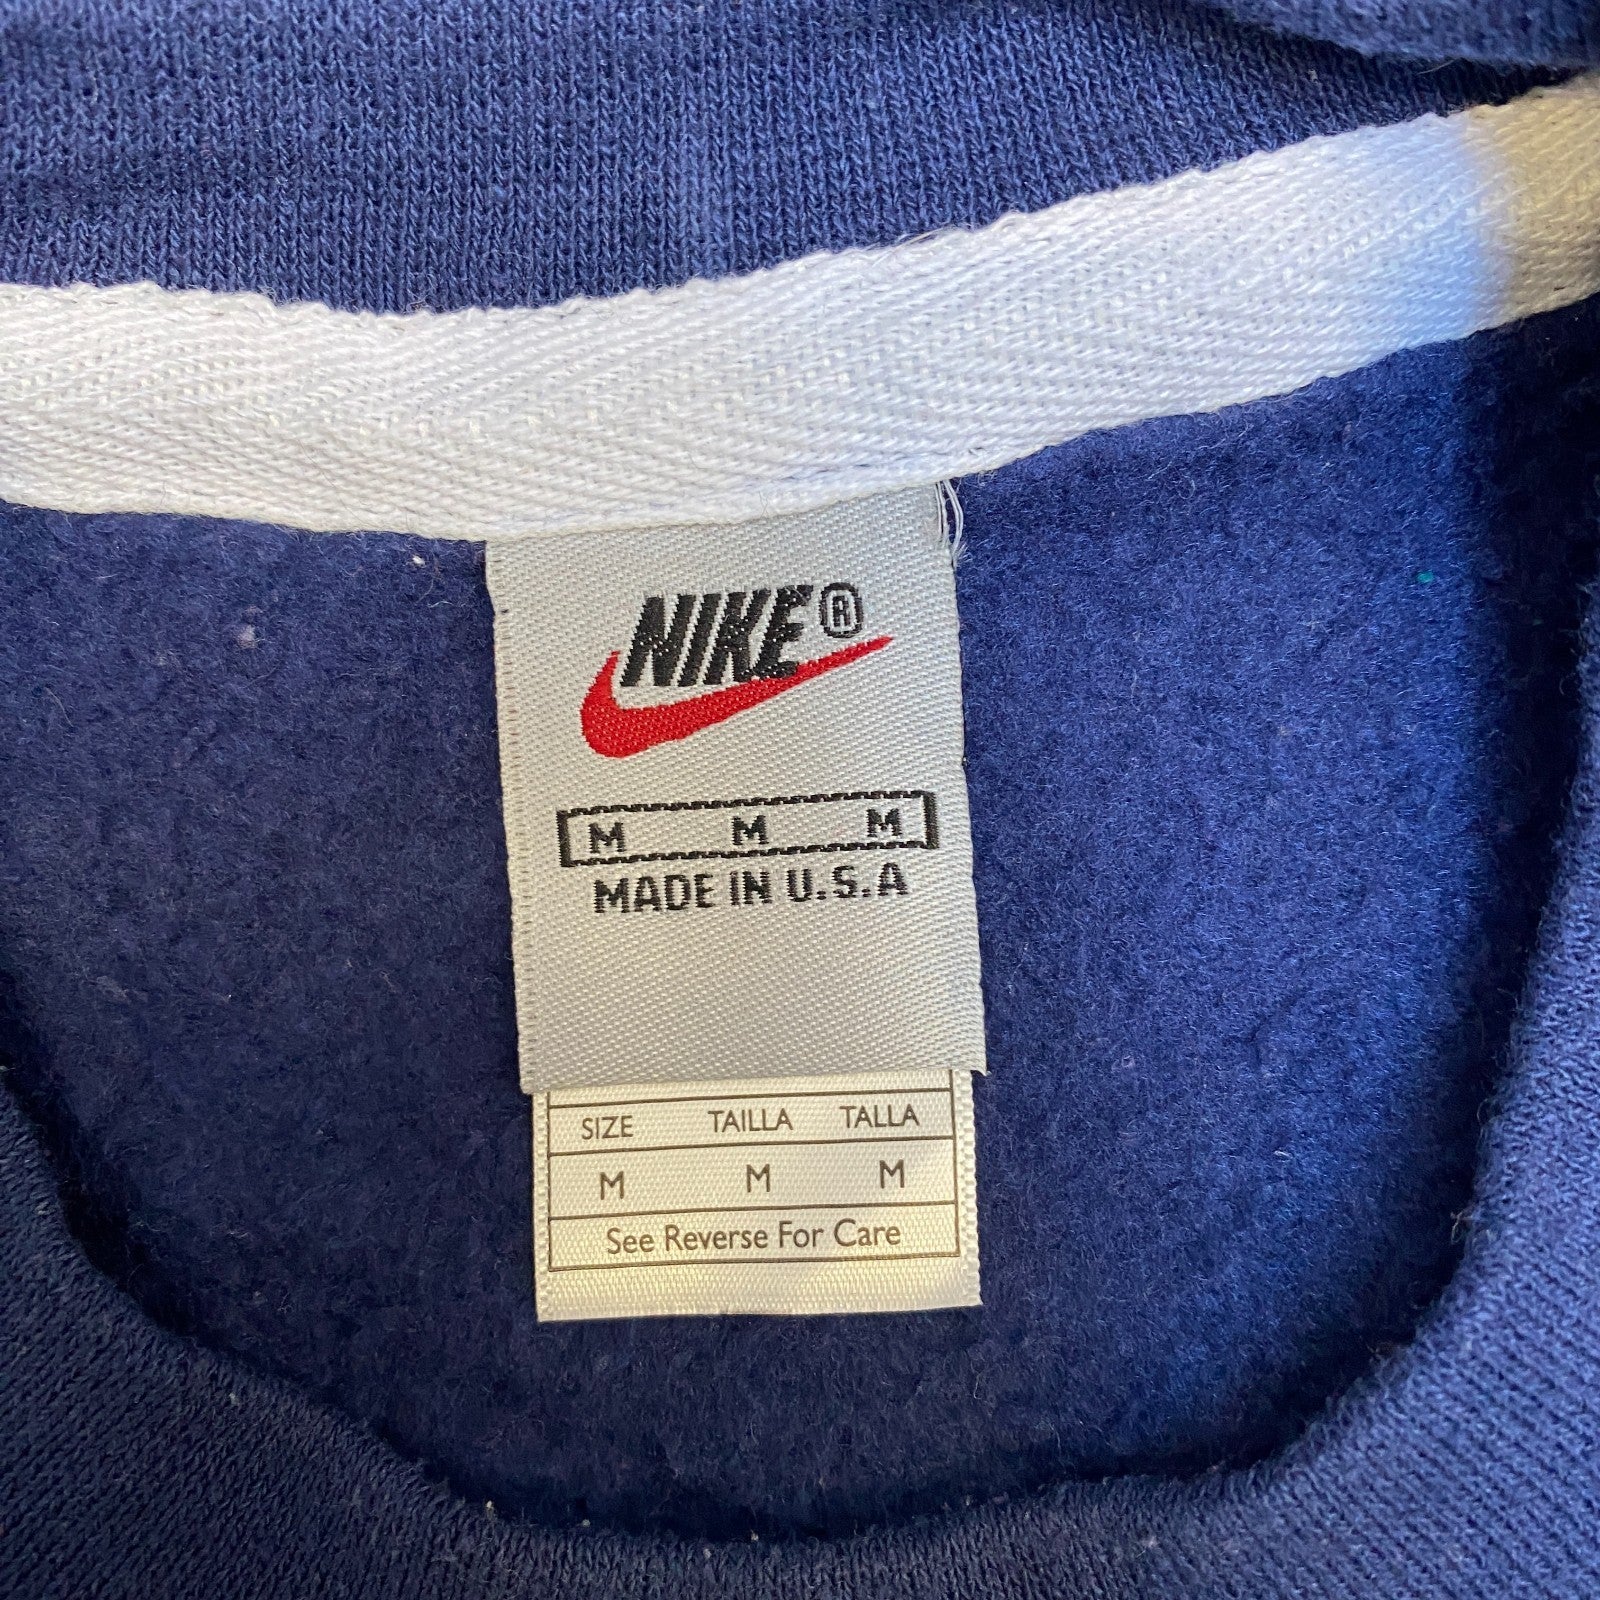 NIKE®
M M M
MADE IN U.S.A
SIZE TAILLA TALLA
M M M
See Reverse For Care